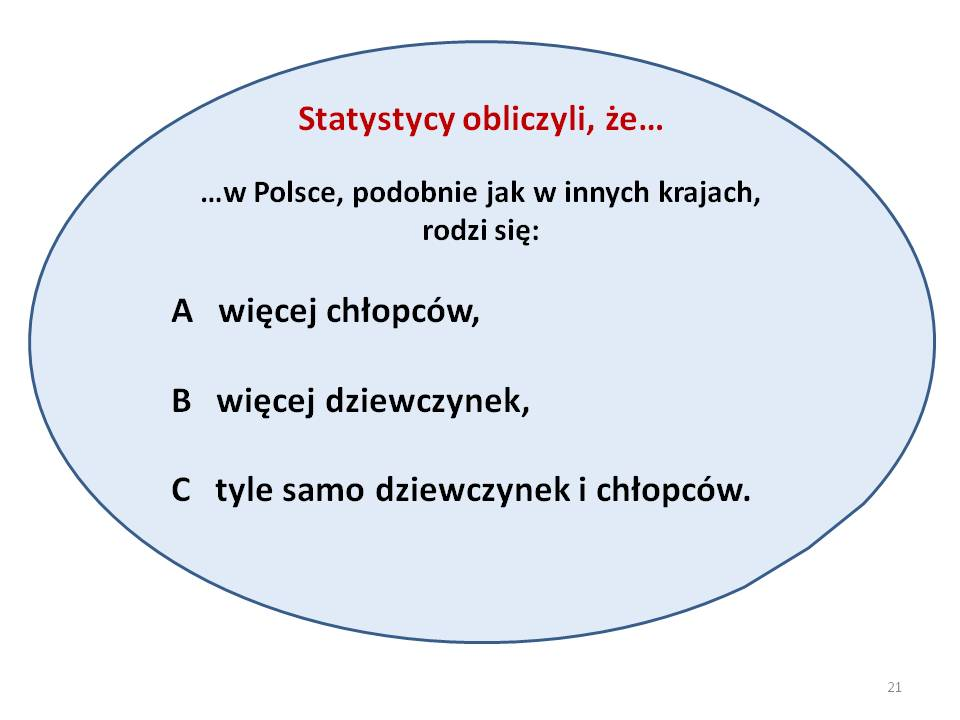 Statystycy obliczyli, że…
…w Polsce, podobnie jak w innych krajach,
rodzi się:
A więcej chłopców,
B więcej dziewczynek,
C tyle samo dziewczynek i chłopców.
21